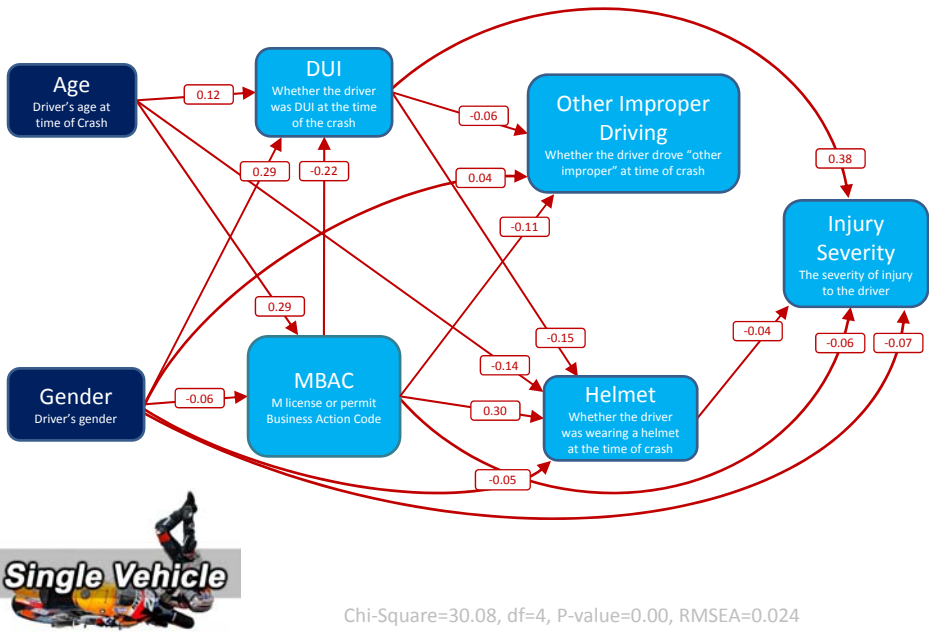 Age
Driver's age at
time of Crash
DUI
Whether the driver
was DUI at the time
of the crash
Other Improper
Driving
Whether the driver drove “other
improper” at time of crash
Injury
Severity
The severity of injury
to the driver
Gender
Driver's gender
MBAC
M license or permit
Business Action Code
Helmet
Whether the driver
was wearing a helmet
at the time of crash
0.12
-0.06
0.38
0.29
-0.22
0.04
-0.11
0.29
-0.15
-0.04
-0.06
-0.07
-0.14
-0.06
0.30
-0.05
Single Vehicle
Chi-Square=30.08, df=4, P-value=0.00, RMSEA=0.024